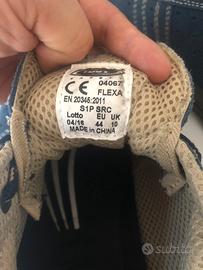 04067
CE FLEXA
EN 20345:2011
S1P SRC
Lotto EU UK
04/16 44 10
MADE IN CHINA
subito